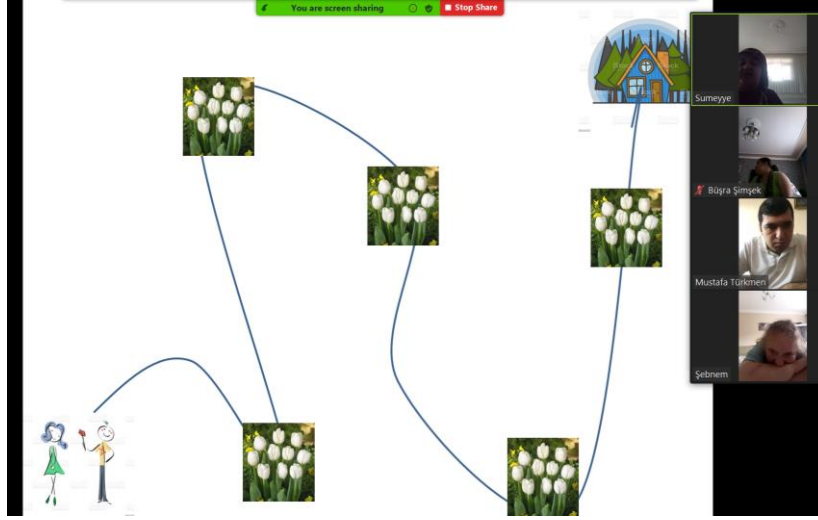 You are screen sharing
Stop Share
Sumeyye
Büşra Şimşek
Mustafa Türkmen
Şebnem